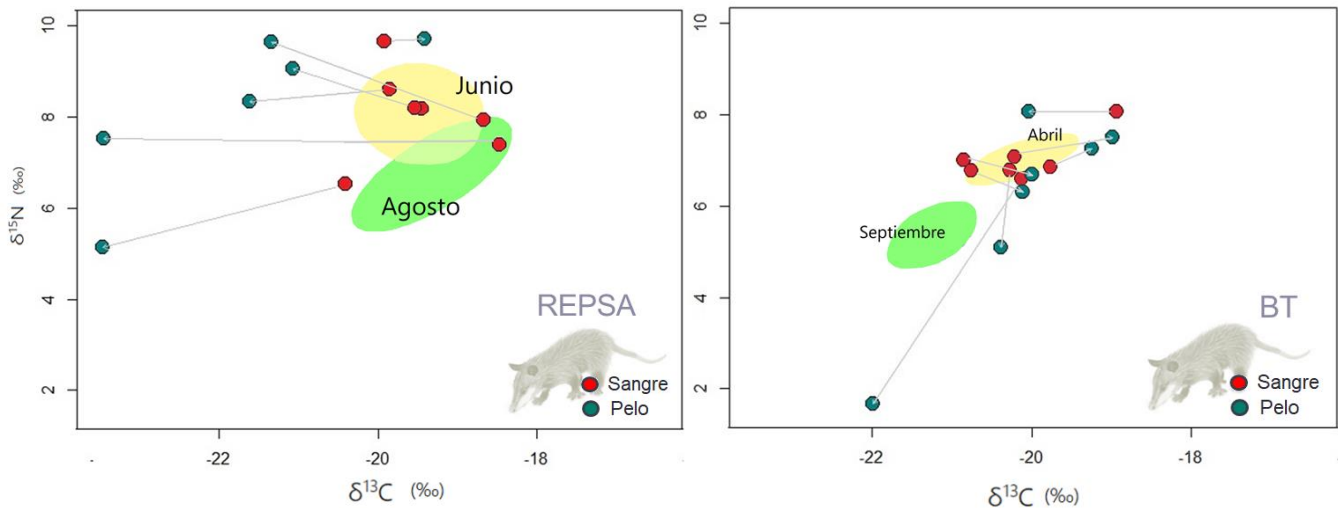 10
8
6
4
2
δ¹⁵N (‰)
Junio
Agosto
REPSA
Sangre
Pelo
-22
-20
-18
δ¹³C (‰)
10
8
6
4
2
Abril
Septiembre
BT
Sangre
Pelo
-22
-20
-18
δ¹³C (‰)